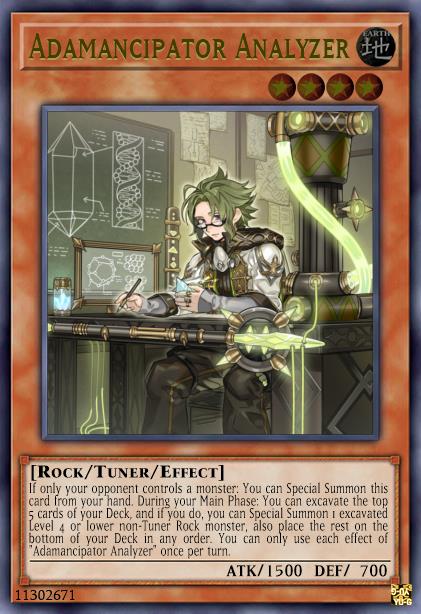 ADAMANCIPATOR ANALYZER
EARTH
地
[ROCK/TUNER/EFFECT]
If only your opponent controls a monster: You can Special Summon this
card from your hand. During your Main Phase: You can excavate the top
5 cards of your Deck, and if you do, you can Special Summon 1 excavated
Level 4 or lower non-Tuner Rock monster, also place the rest on the
bottom of your Deck in any order. You can only use each effect of
"Adamancipator Analyzer" once per turn.
ATK/1500 DEF/ 700
11302671